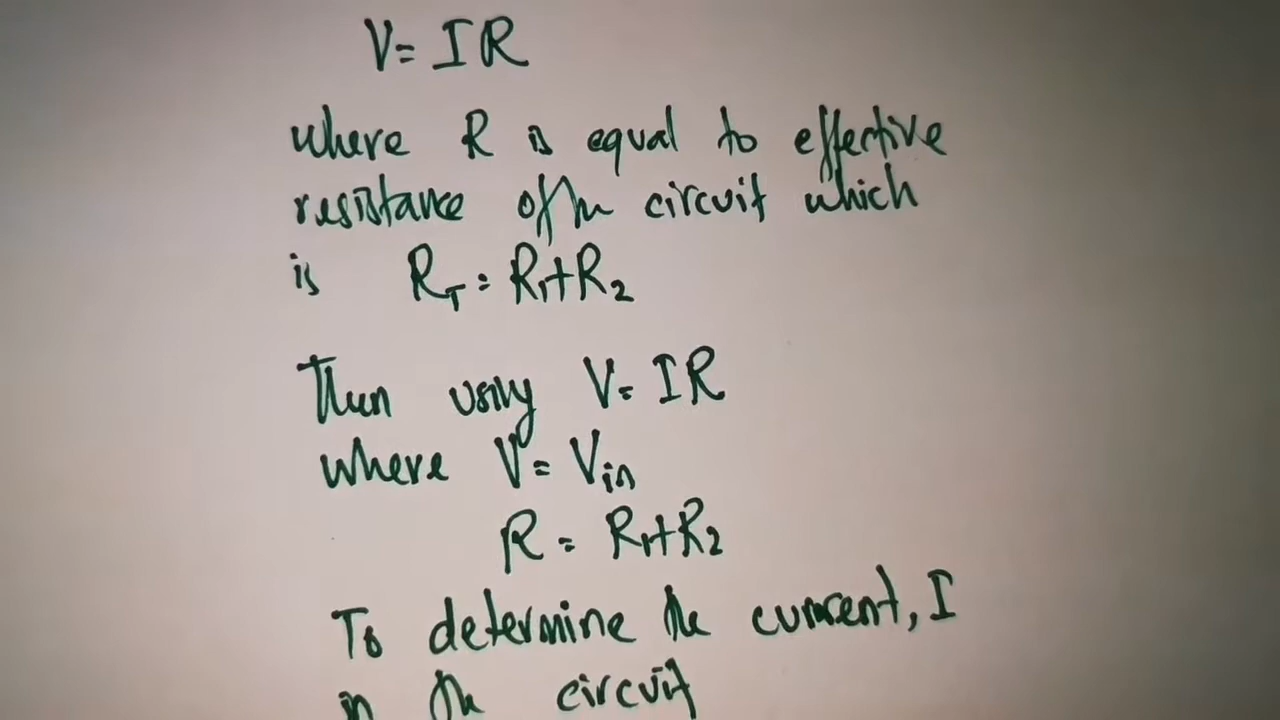 V= IR
where R is equal to effective
resistance of the circuit which
is R_T = R1+R2
Then using V= IR
where V= Vin
R = R1+R2
To determine the current, I
in the circuit